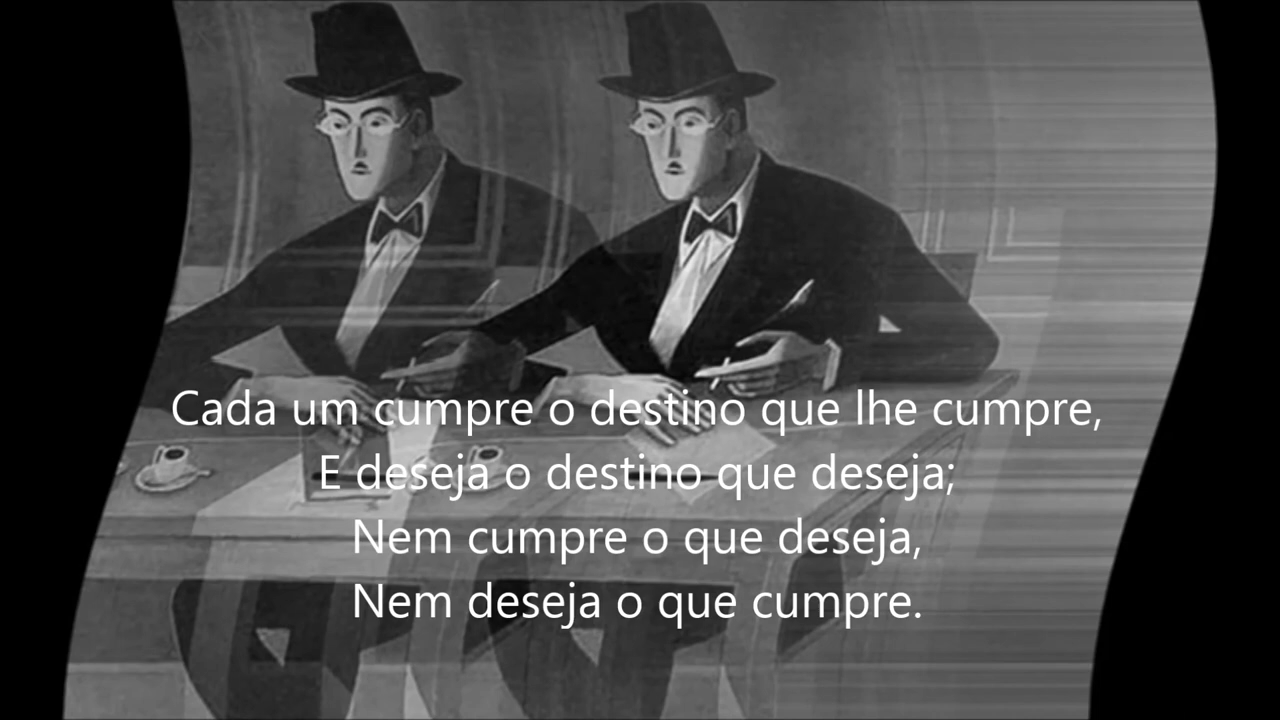 Cada um cumpre o destino que lhe cumpre,
E deseja o destino que deseja;
Nem cumpre o que deseja,
Nem deseja o que cumpre.